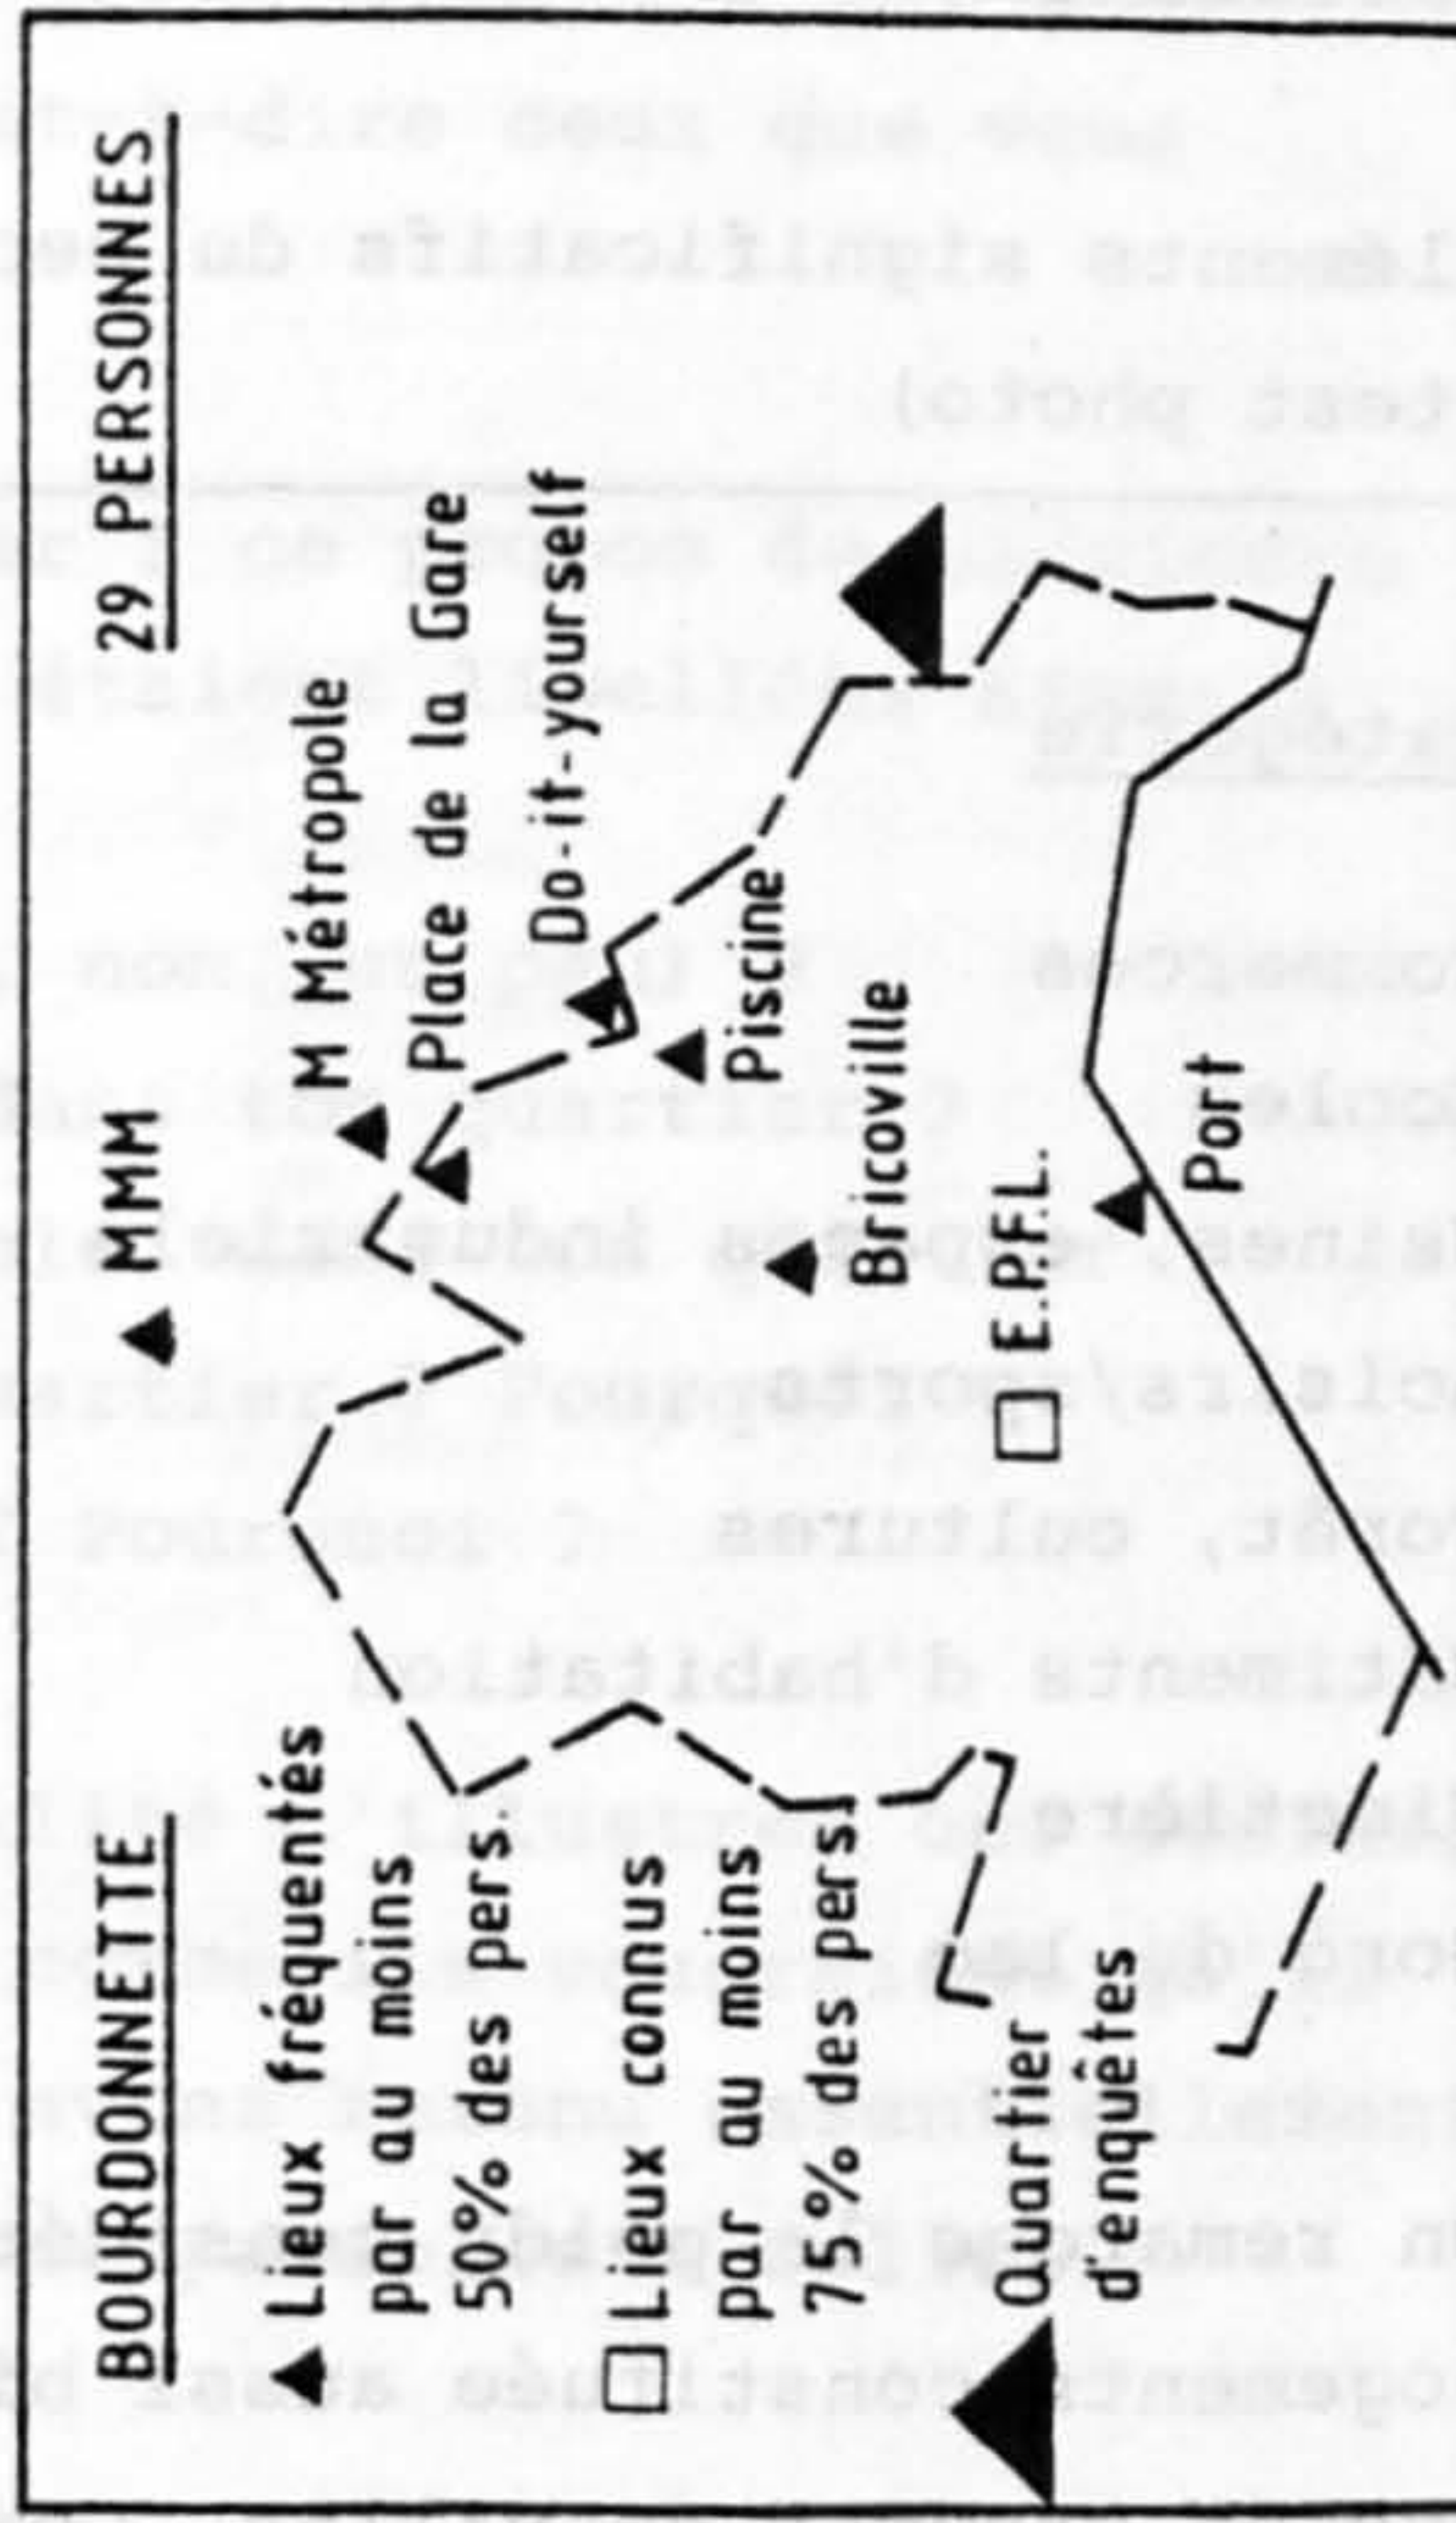 BOURDONNETTE
29 PERSONNES
▲ Lieux fréquentés
par au moins
50% des pers.
□ Lieux connus
par au moins
75% des pers.
Quartier
d'enquêtes
MMM
M Métropole
Place de la Gare
Do-it-yourself
Piscine
Bricoville
E.P.F.L.
Port